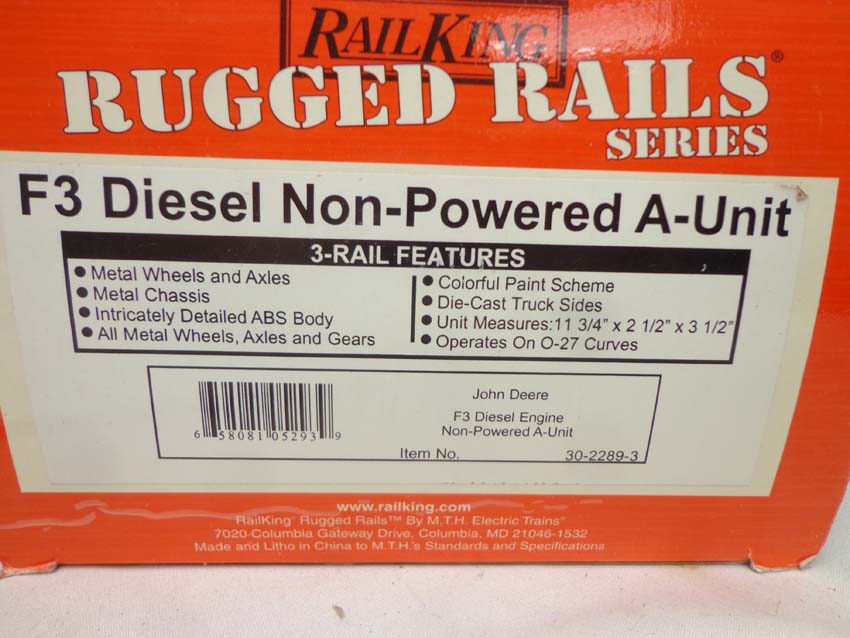 RAILKING
RUGGED RAILS®
SERIES
F3 Diesel Non-Powered A-Unit
3-RAIL FEATURES
● Metal Wheels and Axles
● Metal Chassis
● Intricately Detailed ABS Body
● All Metal Wheels, Axles and Gears
● Colorful Paint Scheme
● Die-Cast Truck Sides
● Unit Measures:11 3/4" x 2 1/2" x 3 1/2"
● Operates On O-27 Curves
6 58081 05293 9
John Deere
F3 Diesel Engine
Non-Powered A-Unit
Item No. 30-2289-3
www.railking.com
RailKing® Rugged Rails™ By M.T.H. Electric Trains®
7020 Columbia Gateway Drive, Columbia, MD 21046-1532
Made and Litho in China to M.T.H.'s Standards and Specifications